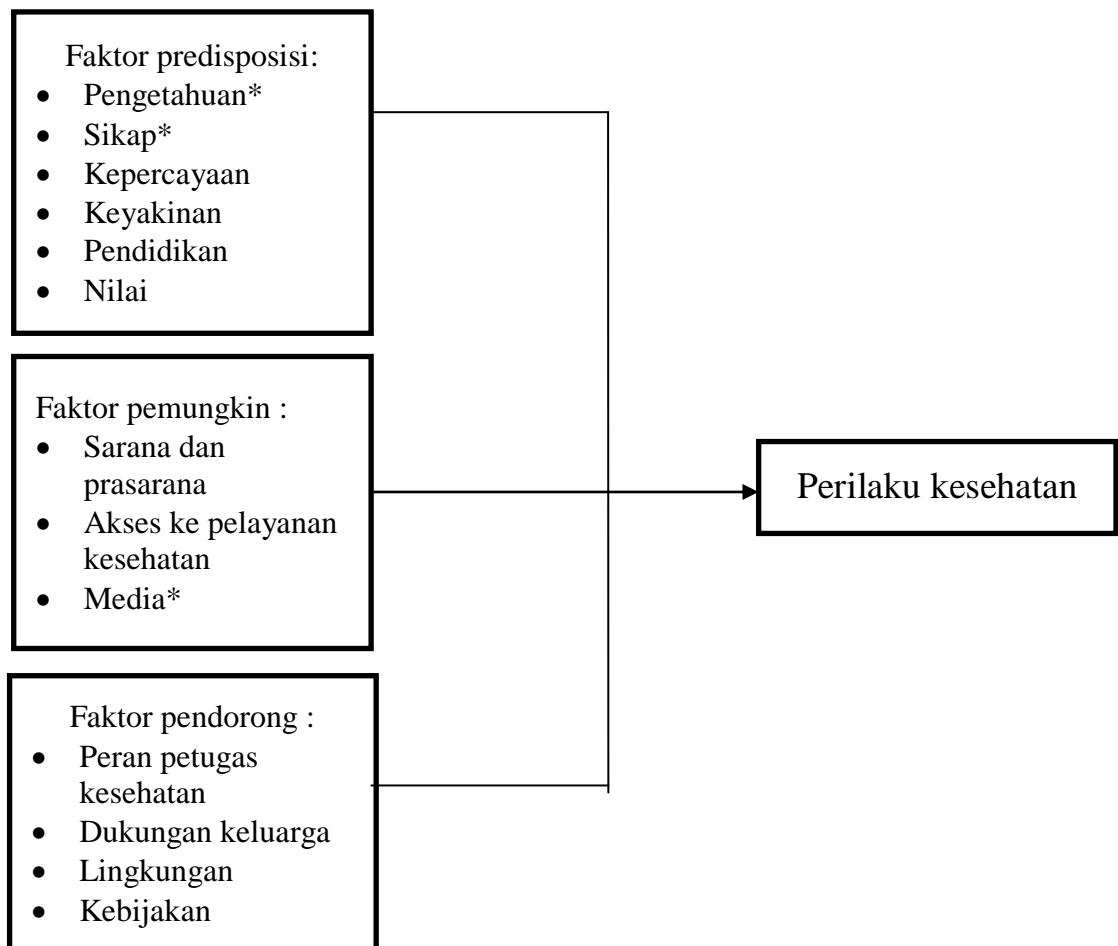 Faktor predisposisi:
• Pengetahuan*
• Sikap*
• Kepercayaan
• Keyakinan
• Pendidikan
• Nilai
Faktor pemungkin :
• Sarana dan
prasarana
• Akses ke pelayanan
kesehatan
• Media*
Perilaku kesehatan
Faktor pendorong :
• Peran petugas
kesehatan
• Dukungan keluarga
• Lingkungan
• Kebijakan